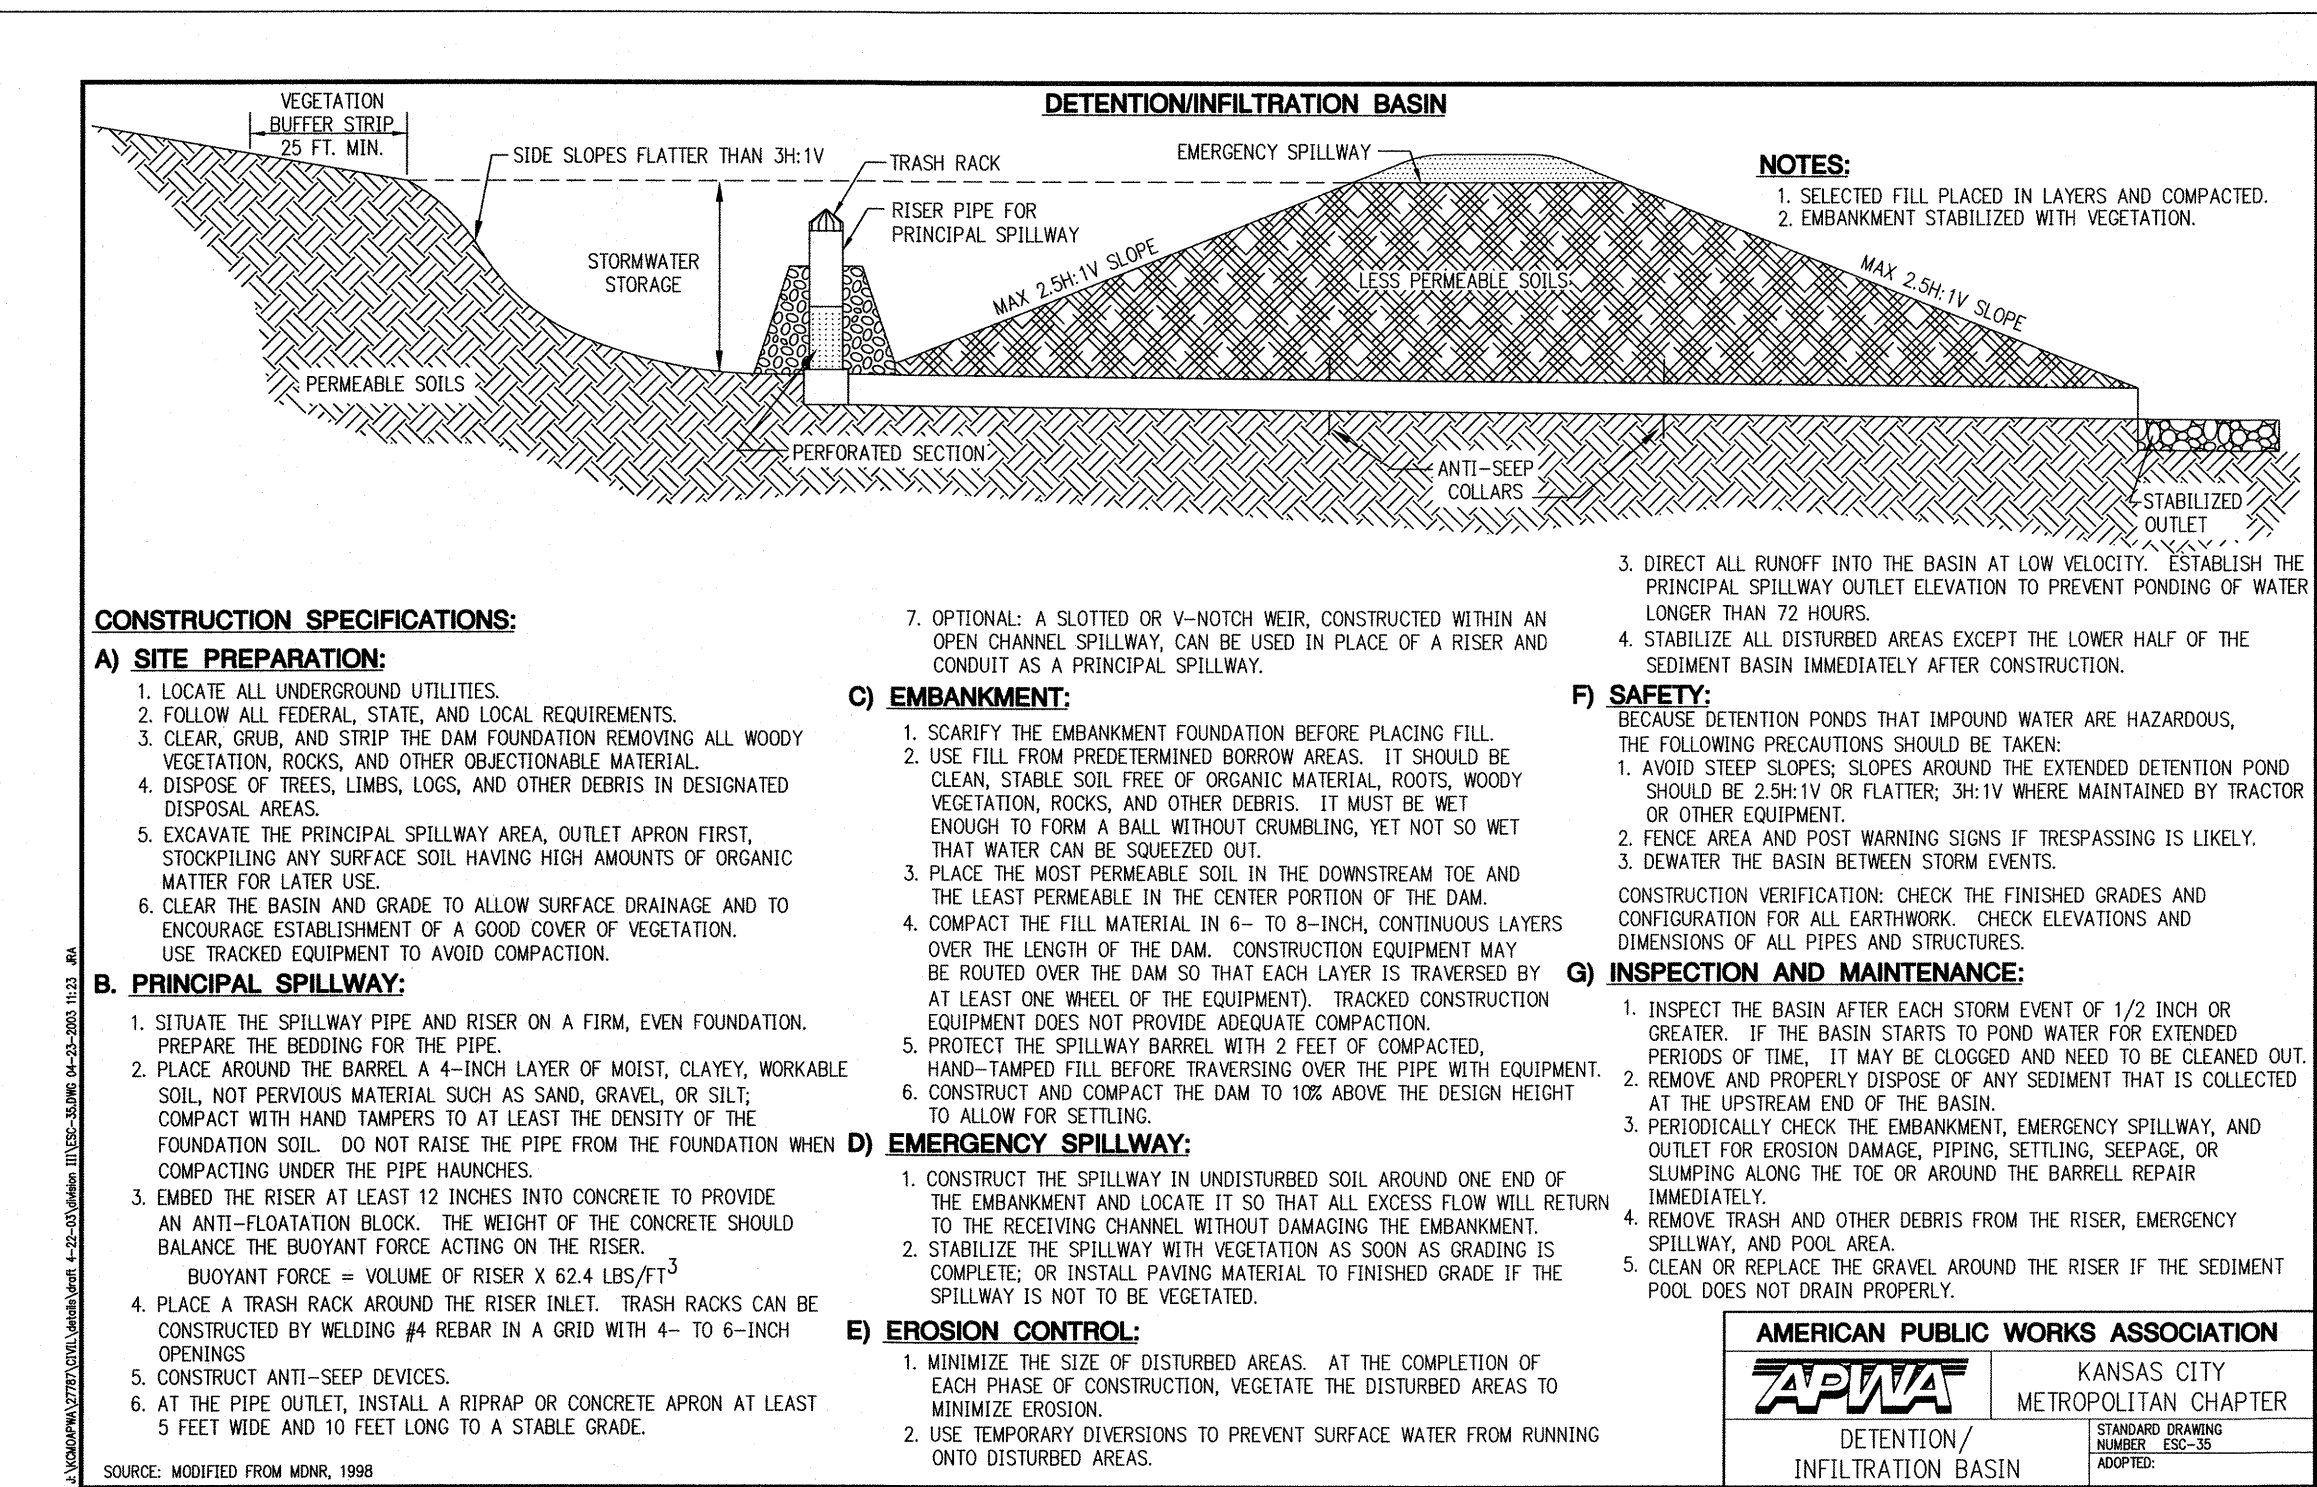 DETENTION/INFILTRATION BASIN
VEGETATION
BUFFER STRIP
25 FT. MIN.
SIDE SLOPES FLATTER THAN 3H:1V
TRASH RACK
RISER PIPE FOR
PRINCIPAL SPILLWAY
STORMWATER
STORAGE
EMERGENCY SPILLWAY
MAX 2.5H:1V SLOPE
LESS PERMEABLE SOILS
MAX 2.5H:1V SLOPE
PERMEABLE SOILS
PERFORATED SECTION
ANTI-SEEP
COLLARS
STABILIZED
OUTLET
NOTES:
1. SELECTED FILL PLACED IN LAYERS AND COMPACTED.
2. EMBANKMENT STABILIZED WITH VEGETATION.
CONSTRUCTION SPECIFICATIONS:
A) SITE PREPARATION:
1. LOCATE ALL UNDERGROUND UTILITIES.
2. FOLLOW ALL FEDERAL, STATE, AND LOCAL REQUIREMENTS.
3. CLEAR, GRUB, AND STRIP THE DAM FOUNDATION REMOVING ALL WOODY
VEGETATION, ROCKS, AND OTHER OBJECTIONABLE MATERIAL.
4. DISPOSE OF TREES, LIMBS, LOGS, AND OTHER DEBRIS IN DESIGNATED
DISPOSAL AREAS.
5. EXCAVATE THE PRINCIPAL SPILLWAY AREA, OUTLET APRON FIRST,
STOCKPILING ANY SURFACE SOIL HAVING HIGH AMOUNTS OF ORGANIC
MATTER FOR LATER USE.
6. CLEAR THE BASIN AND GRADE TO ALLOW SURFACE DRAINAGE AND TO
ENCOURAGE ESTABLISHMENT OF A GOOD COVER OF VEGETATION.
USE TRACKED EQUIPMENT TO AVOID COMPACTION.
B. PRINCIPAL SPILLWAY:
1. SITUATE THE SPILLWAY PIPE AND RISER ON A FIRM, EVEN FOUNDATION.
PREPARE THE BEDDING FOR THE PIPE.
2. PLACE AROUND THE BARREL A 4-INCH LAYER OF MOIST, CLAYEY, WORKABLE
SOIL, NOT PERVIOUS MATERIAL SUCH AS SAND, GRAVEL, OR SILT;
COMPACT WITH HAND TAMPERS TO AT LEAST THE DENSITY OF THE
FOUNDATION SOIL. DO NOT RAISE THE PIPE FROM THE FOUNDATION WHEN
COMPACTING UNDER THE PIPE HAUNCHES.
3. EMBED THE RISER AT LEAST 12 INCHES INTO CONCRETE TO PROVIDE
AN ANTI-FLOATATION BLOCK. THE WEIGHT OF THE CONCRETE SHOULD
BALANCE THE BUOYANT FORCE ACTING ON THE RISER.
BUOYANT FORCE = VOLUME OF RISER X 62.4 LBS/FT3
4. PLACE A TRASH RACK AROUND THE RISER INLET. TRASH RACKS CAN BE
CONSTRUCTED BY WELDING #4 REBAR IN A GRID WITH 4- TO 6-INCH
OPENINGS
5. CONSTRUCT ANTI-SEEP DEVICES.
6. AT THE PIPE OUTLET, INSTALL A RIPRAP OR CONCRETE APRON AT LEAST
5 FEET WIDE AND 10 FEET LONG TO A STABLE GRADE.
SOURCE: MODIFIED FROM MDNR, 1998
7. OPTIONAL: A SLOTTED OR V-NOTCH WEIR, CONSTRUCTED WITHIN AN
OPEN CHANNEL SPILLWAY, CAN BE USED IN PLACE OF A RISER AND
CONDUIT AS A PRINCIPAL SPILLWAY.
C) EMBANKMENT:
1. SCARIFY THE EMBANKMENT FOUNDATION BEFORE PLACING FILL.
2. USE FILL FROM PREDETERMINED BORROW AREAS. IT SHOULD BE
CLEAN, STABLE SOIL FREE OF ORGANIC MATERIAL, ROOTS, WOODY
VEGETATION, ROCKS, AND OTHER DEBRIS. IT MUST BE WET
ENOUGH TO FORM A BALL WITHOUT CRUMBLING, YET NOT SO WET
THAT WATER CAN BE SQUEEZED OUT.
3. PLACE THE MOST PERMEABLE SOIL IN THE DOWNSTREAM TOE AND
THE LEAST PERMEABLE IN THE CENTER PORTION OF THE DAM.
4. COMPACT THE FILL MATERIAL IN 6- TO 8-INCH, CONTINUOUS LAYERS
OVER THE LENGTH OF THE DAM. CONSTRUCTION EQUIPMENT MAY
BE ROUTED OVER THE DAM SO THAT EACH LAYER IS TRAVERSED BY
AT LEAST ONE WHEEL OF THE EQUIPMENT). TRACKED CONSTRUCTION
EQUIPMENT DOES NOT PROVIDE ADEQUATE COMPACTION.
5. PROTECT THE SPILLWAY BARREL WITH 2 FEET OF COMPACTED,
HAND-TAMPED FILL BEFORE TRAVERSING OVER THE PIPE WITH EQUIPMENT.
6. CONSTRUCT AND COMPACT THE DAM TO 10% ABOVE THE DESIGN HEIGHT
TO ALLOW FOR SETTLING.
D) EMERGENCY SPILLWAY:
1. CONSTRUCT THE SPILLWAY IN UNDISTURBED SOIL AROUND ONE END OF
THE EMBANKMENT AND LOCATE IT SO THAT ALL EXCESS FLOW WILL RETURN
TO THE RECEIVING CHANNEL WITHOUT DAMAGING THE EMBANKMENT.
2. STABILIZE THE SPILLWAY WITH VEGETATION AS SOON AS GRADING IS
COMPLETE; OR INSTALL PAVING MATERIAL TO FINISHED GRADE IF THE
SPILLWAY IS NOT TO BE VEGETATED.
E) EROSION CONTROL:
1. MINIMIZE THE SIZE OF DISTURBED AREAS. AT THE COMPLETION OF
EACH PHASE OF CONSTRUCTION, VEGETATE THE DISTURBED AREAS TO
MINIMIZE EROSION.
2. USE TEMPORARY DIVERSIONS TO PREVENT SURFACE WATER FROM RUNNING
ONTO DISTURBED AREAS.
3. DIRECT ALL RUNOFF INTO THE BASIN AT LOW VELOCITY. ESTABLISH THE
PRINCIPAL SPILLWAY OUTLET ELEVATION TO PREVENT PONDING OF WATER
LONGER THAN 72 HOURS.
4. STABILIZE ALL DISTURBED AREAS EXCEPT THE LOWER HALF OF THE
SEDIMENT BASIN IMMEDIATELY AFTER CONSTRUCTION.
F) SAFETY:
BECAUSE DETENTION PONDS THAT IMPOUND WATER ARE HAZARDOUS,
THE FOLLOWING PRECAUTIONS SHOULD BE TAKEN:
1. AVOID STEEP SLOPES; SLOPES AROUND THE EXTENDED DETENTION POND
SHOULD BE 2.5H:1V OR FLATTER; 3H:1V WHERE MAINTAINED BY TRACTOR
OR OTHER EQUIPMENT.
2. FENCE AREA AND POST WARNING SIGNS IF TRESPASSING IS LIKELY.
3. DEWATER THE BASIN BETWEEN STORM EVENTS.
CONSTRUCTION VERIFICATION: CHECK THE FINISHED GRADES AND
CONFIGURATION FOR ALL EARTHWORK. CHECK ELEVATIONS AND
DIMENSIONS OF ALL PIPES AND STRUCTURES.
G) INSPECTION AND MAINTENANCE:
1. INSPECT THE BASIN AFTER EACH STORM EVENT OF 1/2 INCH OR
GREATER. IF THE BASIN STARTS TO POND WATER FOR EXTENDED
PERIODS OF TIME, IT MAY BE CLOGGED AND NEED TO BE CLEANED OUT.
2. REMOVE AND PROPERLY DISPOSE OF ANY SEDIMENT THAT IS COLLECTED
AT THE UPSTREAM END OF THE BASIN.
3. PERIODICALLY CHECK THE EMBANKMENT, EMERGENCY SPILLWAY, AND
OUTLET FOR EROSION DAMAGE, PIPING, SETTLING, SEEPAGE, OR
SLUMPING ALONG THE TOE OR AROUND THE BARRELL REPAIR
IMMEDIATELY.
4. REMOVE TRASH AND OTHER DEBRIS FROM THE RISER, EMERGENCY
SPILLWAY, AND POOL AREA.
5. CLEAN OR REPLACE THE GRAVEL AROUND THE RISER IF THE SEDIMENT
POOL DOES NOT DRAIN PROPERLY.
AMERICAN PUBLIC WORKS ASSOCIATION
APWA
KANSAS CITY
METROPOLITAN CHAPTER
DETENTION/
INFILTRATION BASIN
STANDARD DRAWING
NUMBER ESC-35
ADOPTED:
J:\KCMOAPWA\27787\CIVIL\details\draft 4-22-03\division III\ESC-35.DWG 04-23-2003 11:23 JRA